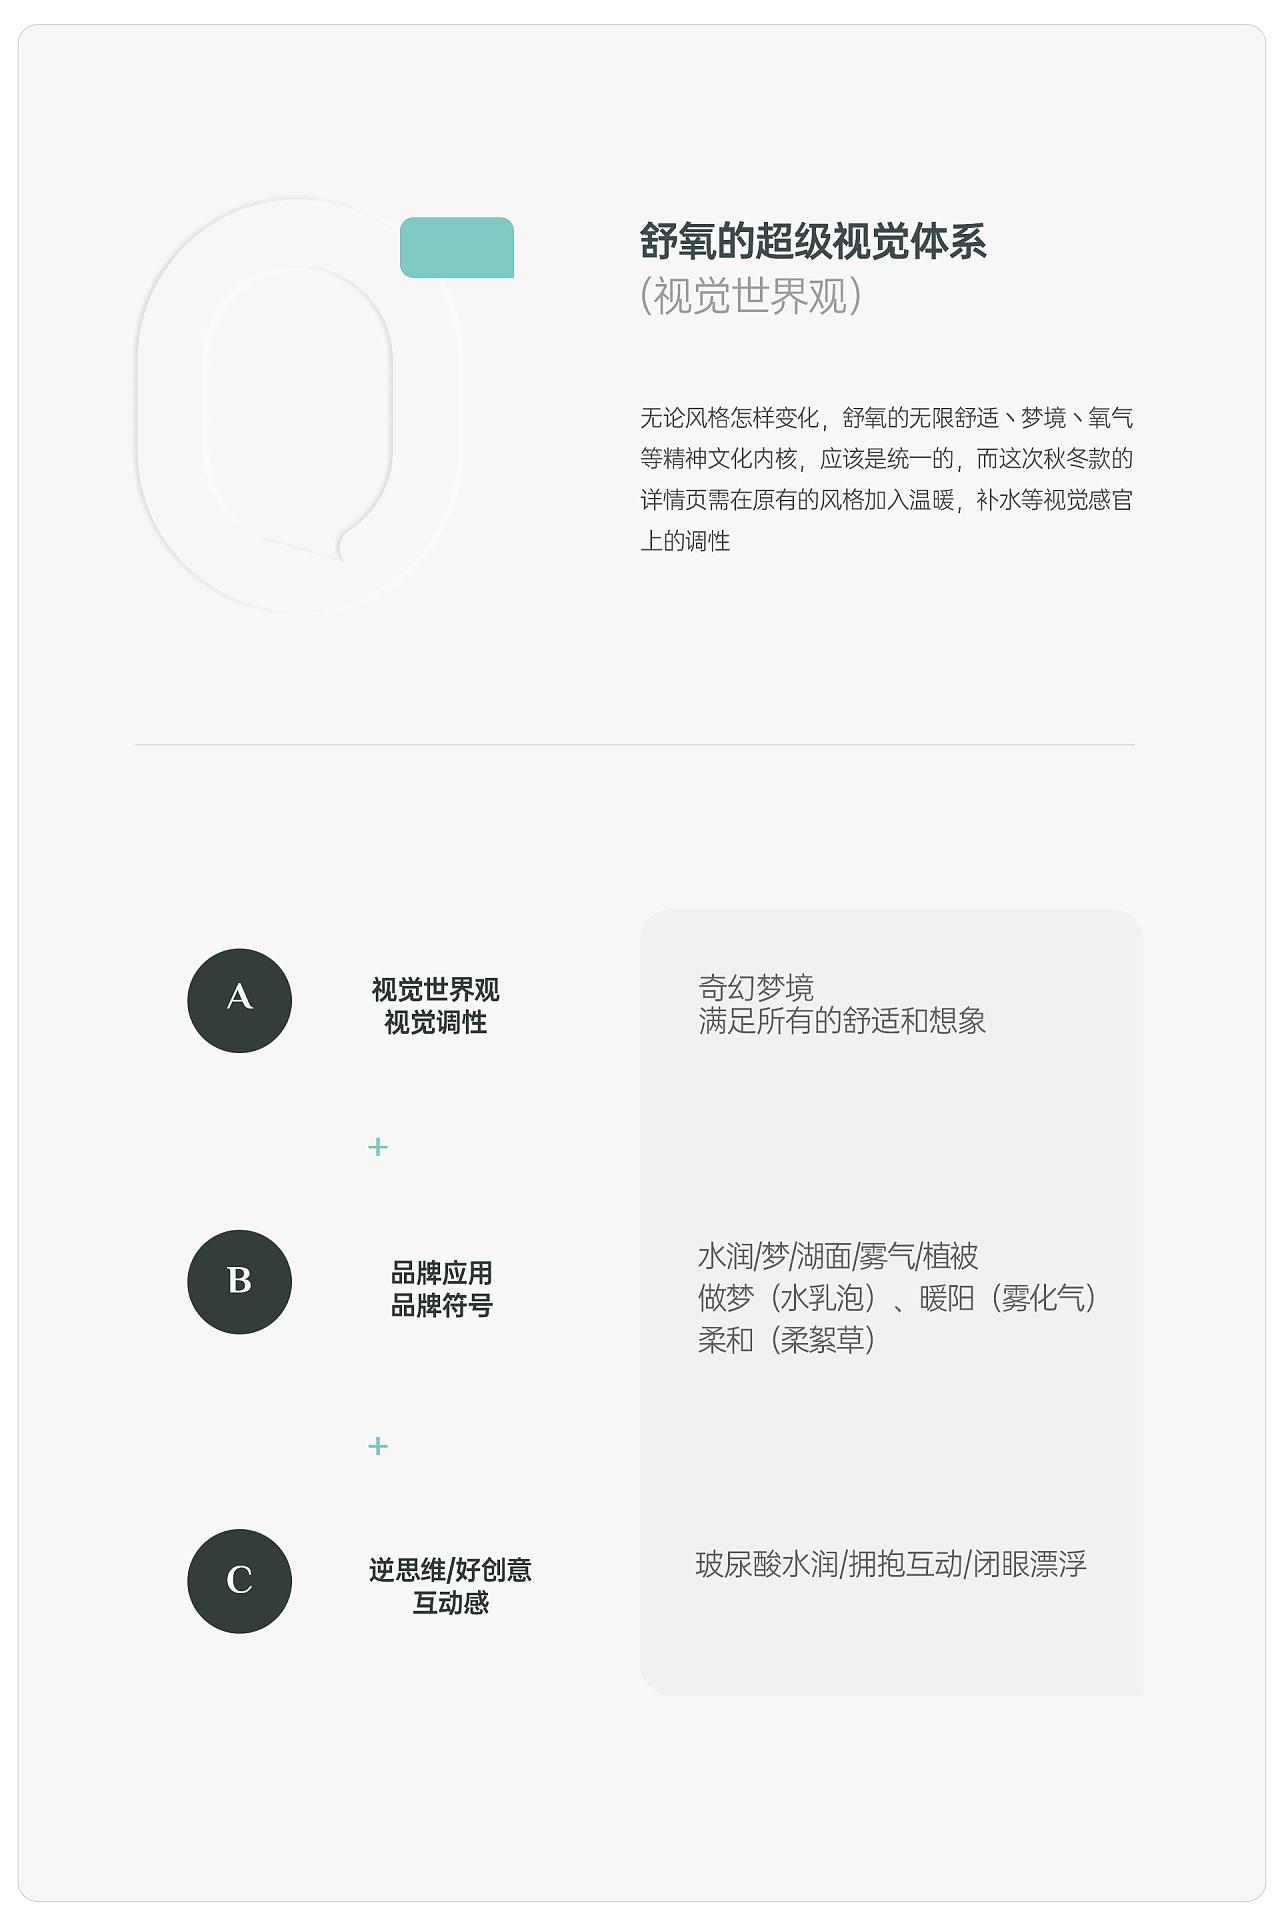 舒氧的超级视觉体系
(视觉世界观)
无论风格怎样变化，舒氧的无限舒适丶梦境丶氧气
等精神文化内核，应该是统一的，而这次秋冬款的
详情页需在原有的风格加入温暖，补水等视觉感官
上的调性
A
视觉世界观
视觉调性
奇幻梦境
满足所有的舒适和想象
+
B
品牌应用
品牌符号
水润/梦/湖面/雾气/植被
做梦（水乳泡）、暖阳（雾化气）
柔和（柔絮草）
+
C
逆思维/好创意
互动感
玻尿酸水润/拥抱互动/闭眼漂浮